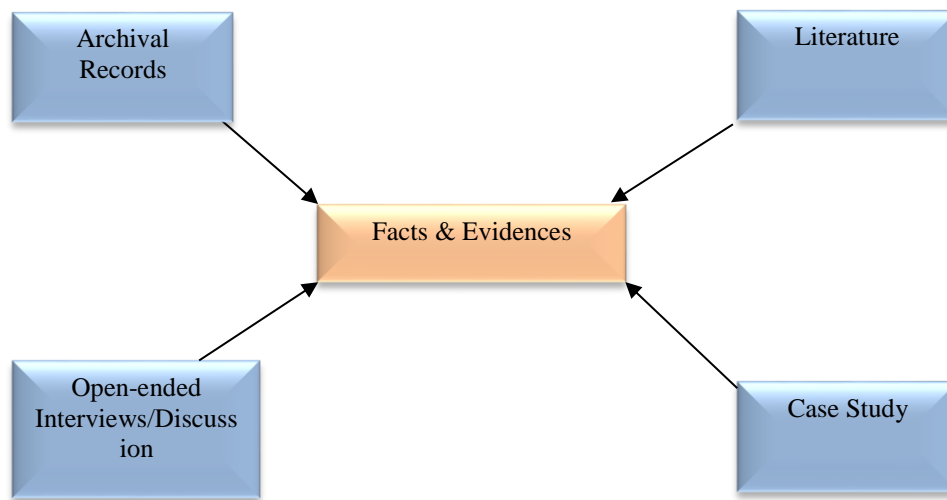 Archival
Records
Literature
Facts & Evidences
Open-ended
Interviews/Discuss
ion
Case Study